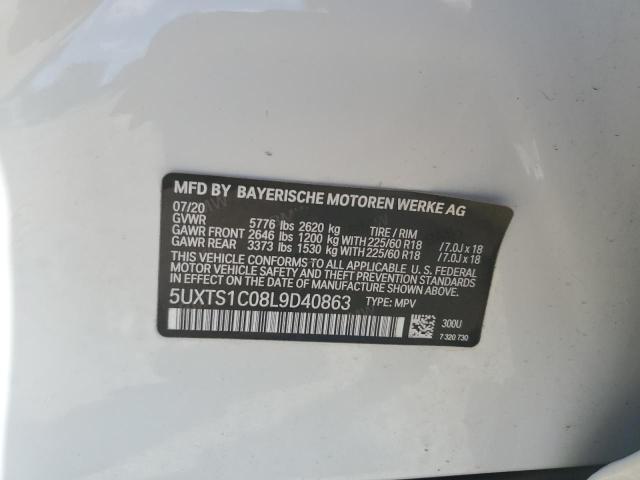 MFD BY BAYERISCHE MOTOREN WERKE AG
07/20
GVWR 5776 lbs 2620 kg TIRE / RIM
GAWR FRONT 2646 lbs 1200 kg WITH 225/60 R18 /7.0J x 18
GAWR REAR 3373 lbs 1530 kg WITH 225/60 R18 /7.0J x 18
THIS VEHICLE CONFORMS TO ALL APPLICABLE U.S. FEDERAL
SAFETY, BUMPER, AND THEFT PREVENTION STANDARDS
IN EFFECT ON THE DATE OF MANUFACTURE SHOWN ABOVE.
5UXTS1C08L9D40863 TYPE: MPV
300U
7 320 730